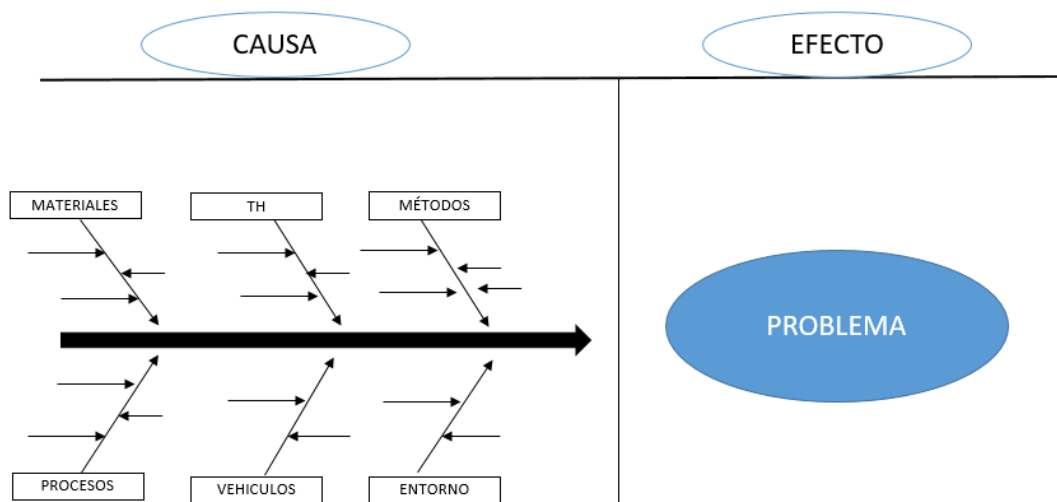 CAUSA
EFECTO
MATERIALES
TH
MÉTODOS
PROBLEMA
PROCESOS
VEHICULOS
ENTORNO